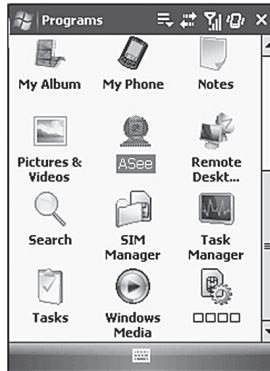 Programs
My Album
My Phone
Notes
Pictures &
Videos
ASee
Remote
Deskt...
Search
SIM
Manager
Task
Manager
Tasks
Windows
Media
□□□□